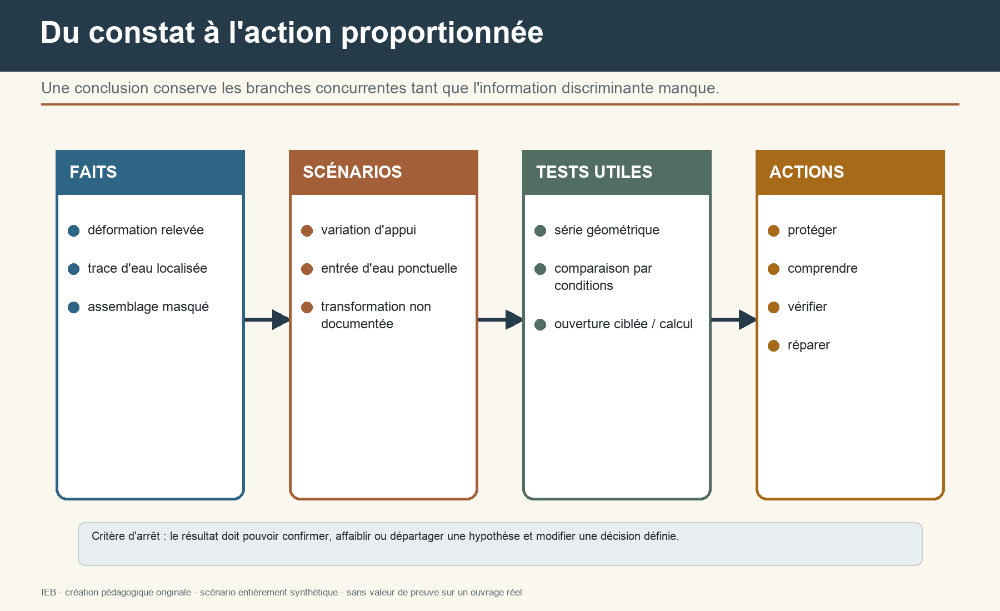 Du constat à l'action proportionnée
Une conclusion conserve les branches concurrentes tant que l'information discriminante manque.
FAITS
déformation relevée
trace d'eau localisée
assemblage masqué
SCÉNARIOS
variation d'appui
entrée d'eau ponctuelle
transformation non
documentée
TESTS UTILES
série géométrique
comparaison par
conditions
ouverture ciblée / calcul
ACTIONS
protéger
comprendre
vérifier
réparer
Critère d'arrêt : le résultat doit pouvoir confirmer, affaiblir ou départager une hypothèse et modifier une décision définie.
IEB - création pédagogique originale - scénario entièrement synthétique - sans valeur de preuve sur un ouvrage réel